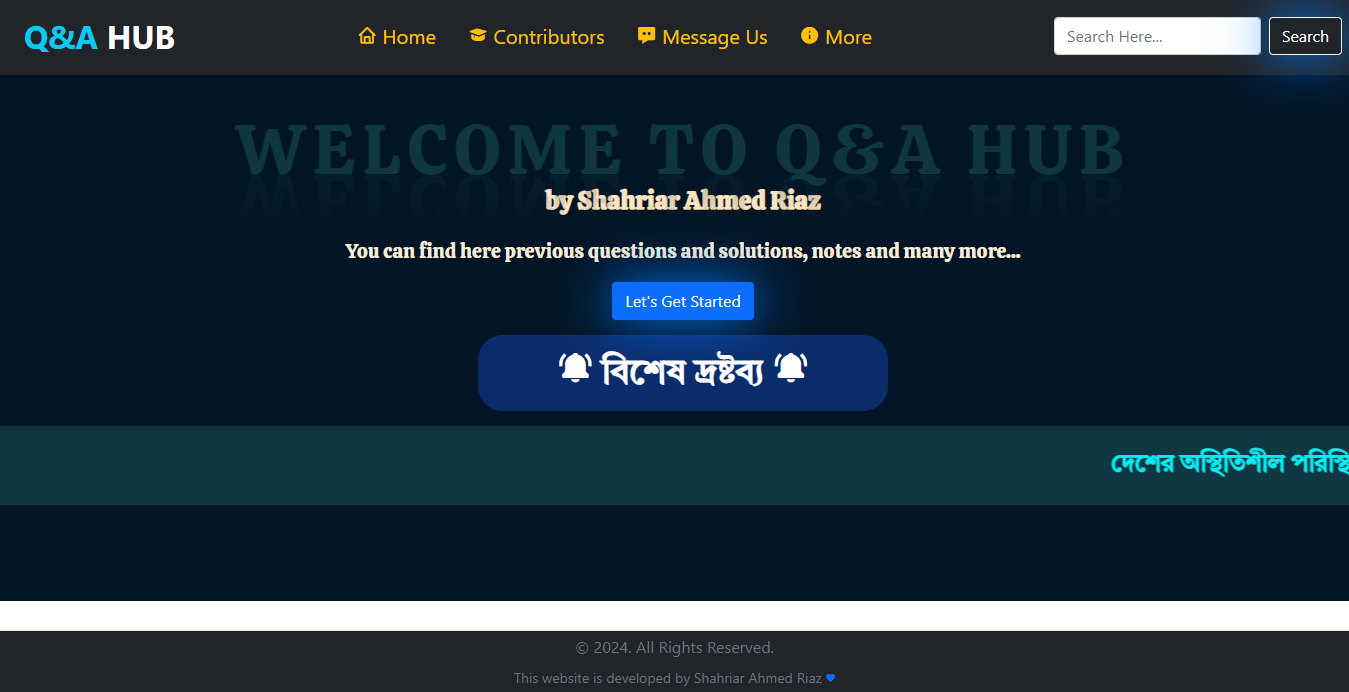 Q&A HUB
Home
Contributors
Message Us
More
Search Here...
Search
WELCOME TO Q&A HUB
by Shahriar Ahmed Riaz
You can find here previous questions and solutions, notes and many more...
Let's Get Started
বিশেষ দ্রষ্টব্য
দেশের অস্থিতিশীল
© 2024. All Rights Reserved.
This website is developed by Shahriar Ahmed Riaz